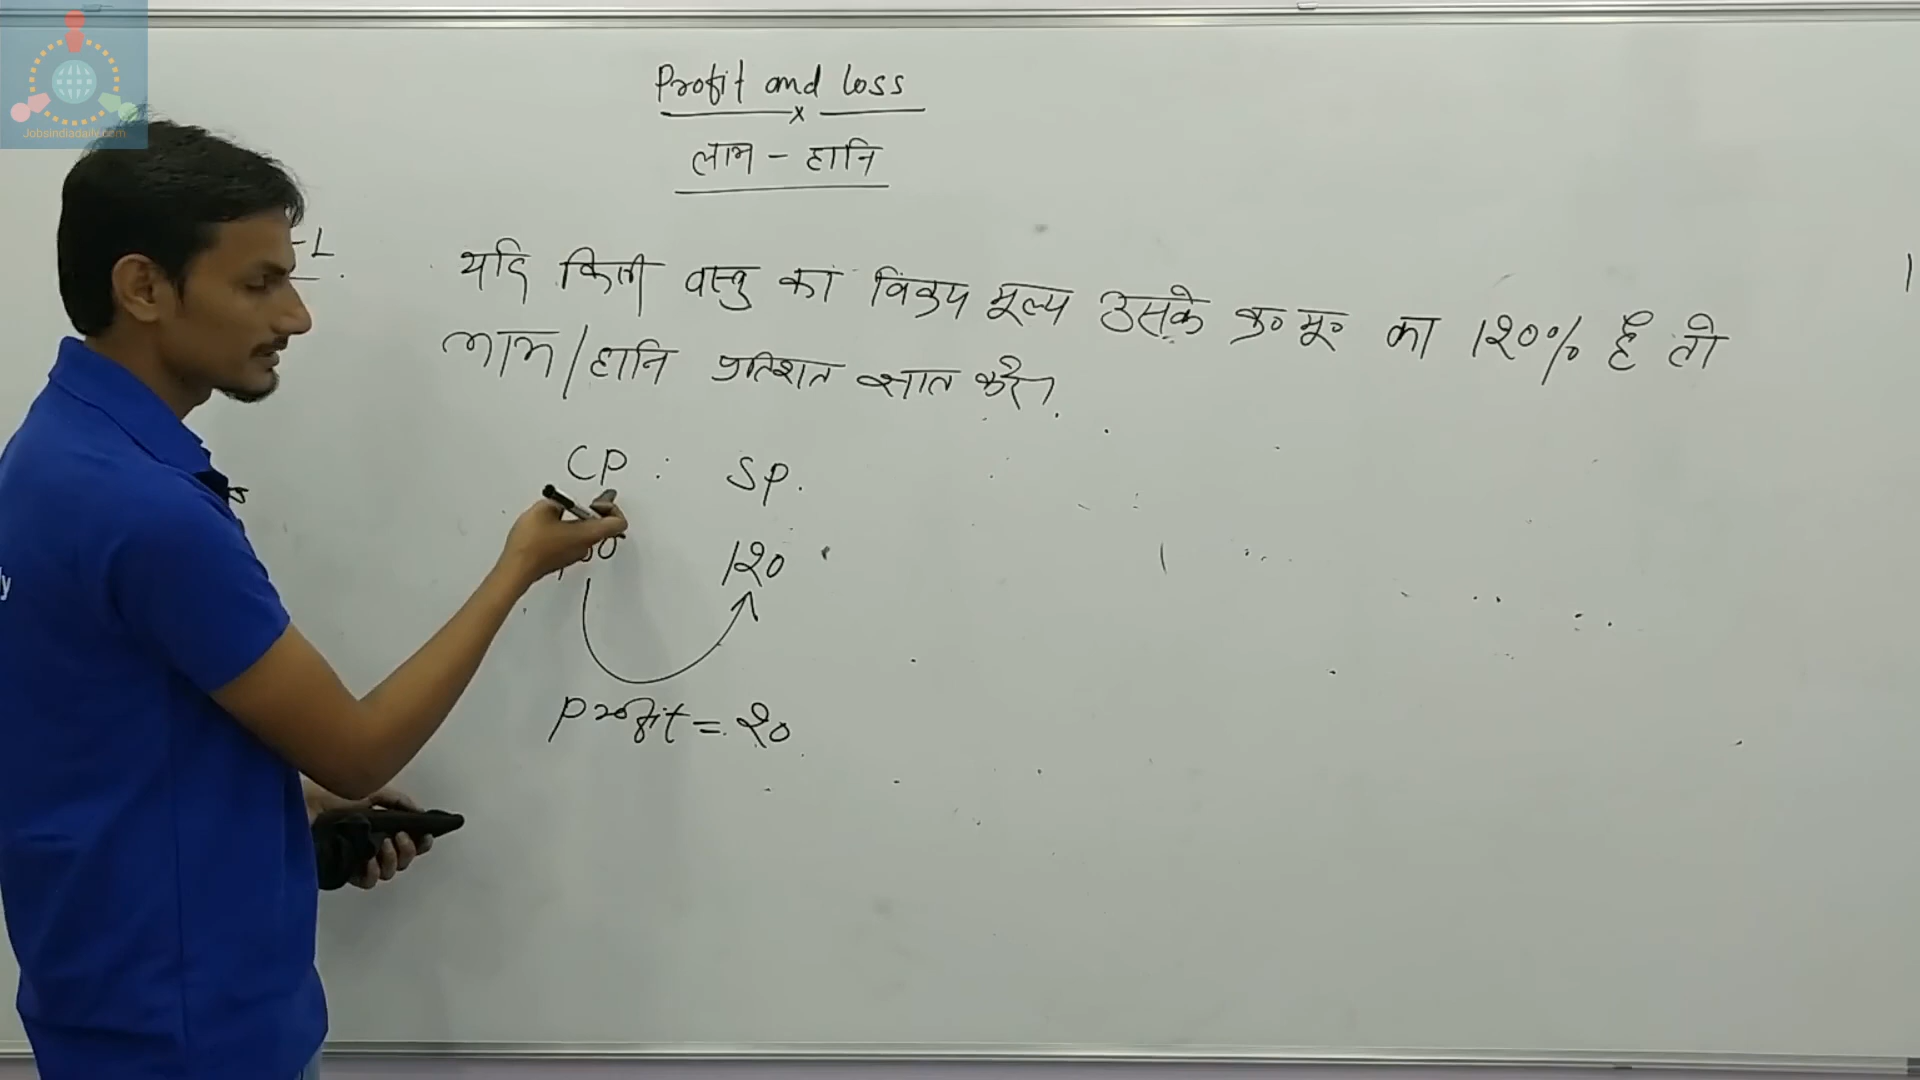 Jobsindiadaily.com
Profit and loss
x
लाभ - हानि
यदि किसी वस्तु का विक्रय मूल्य उसके क्र० मू० का 120% है तो
लाभ/हानि प्रतिशत ज्ञात करें।
CP : SP.
120
Profit = 20